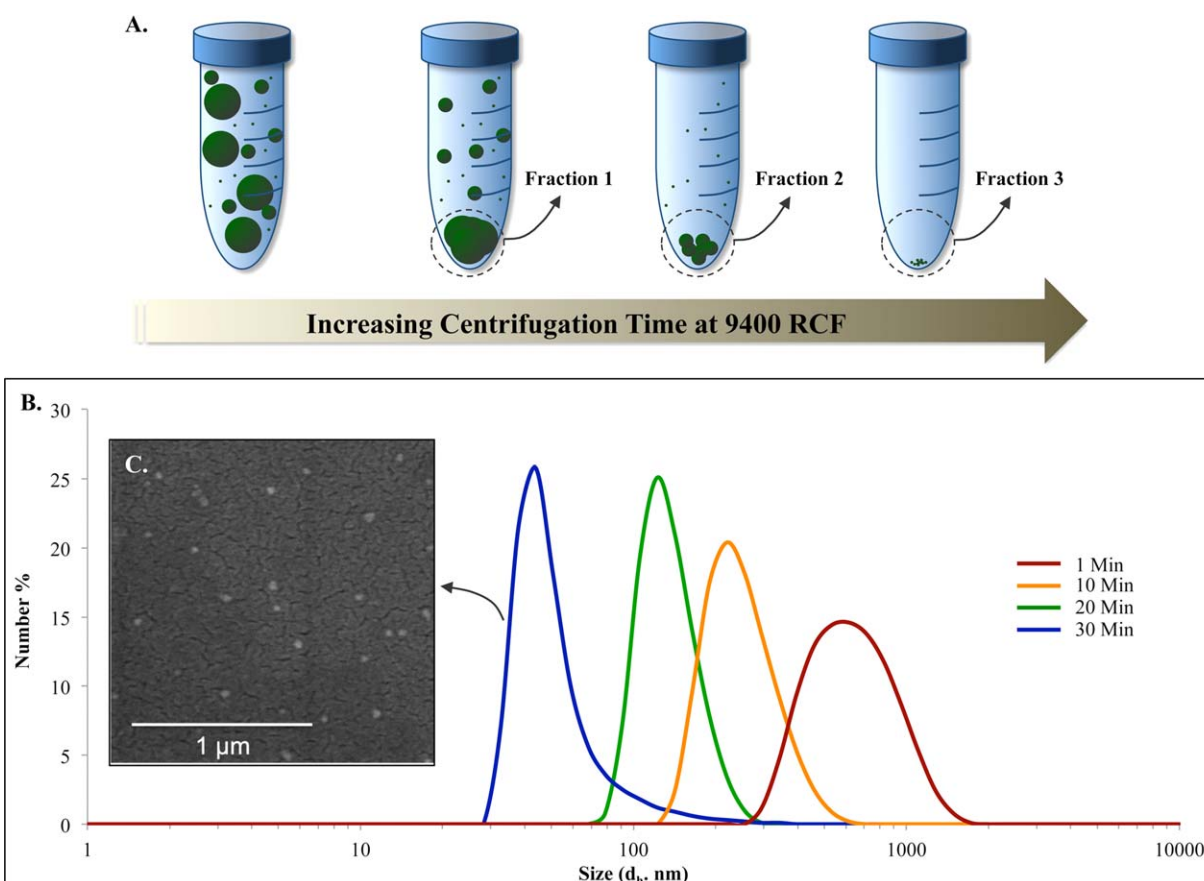 A.
Fraction 1
Fraction 2
Fraction 3
Increasing Centrifugation Time at 9400 RCF
B.
30
25
20
15
10
5
0
Number %
C.
1 µm
1 Min
10 Min
20 Min
30 Min
1
10
100
1000
10000
Size (dh. nm)